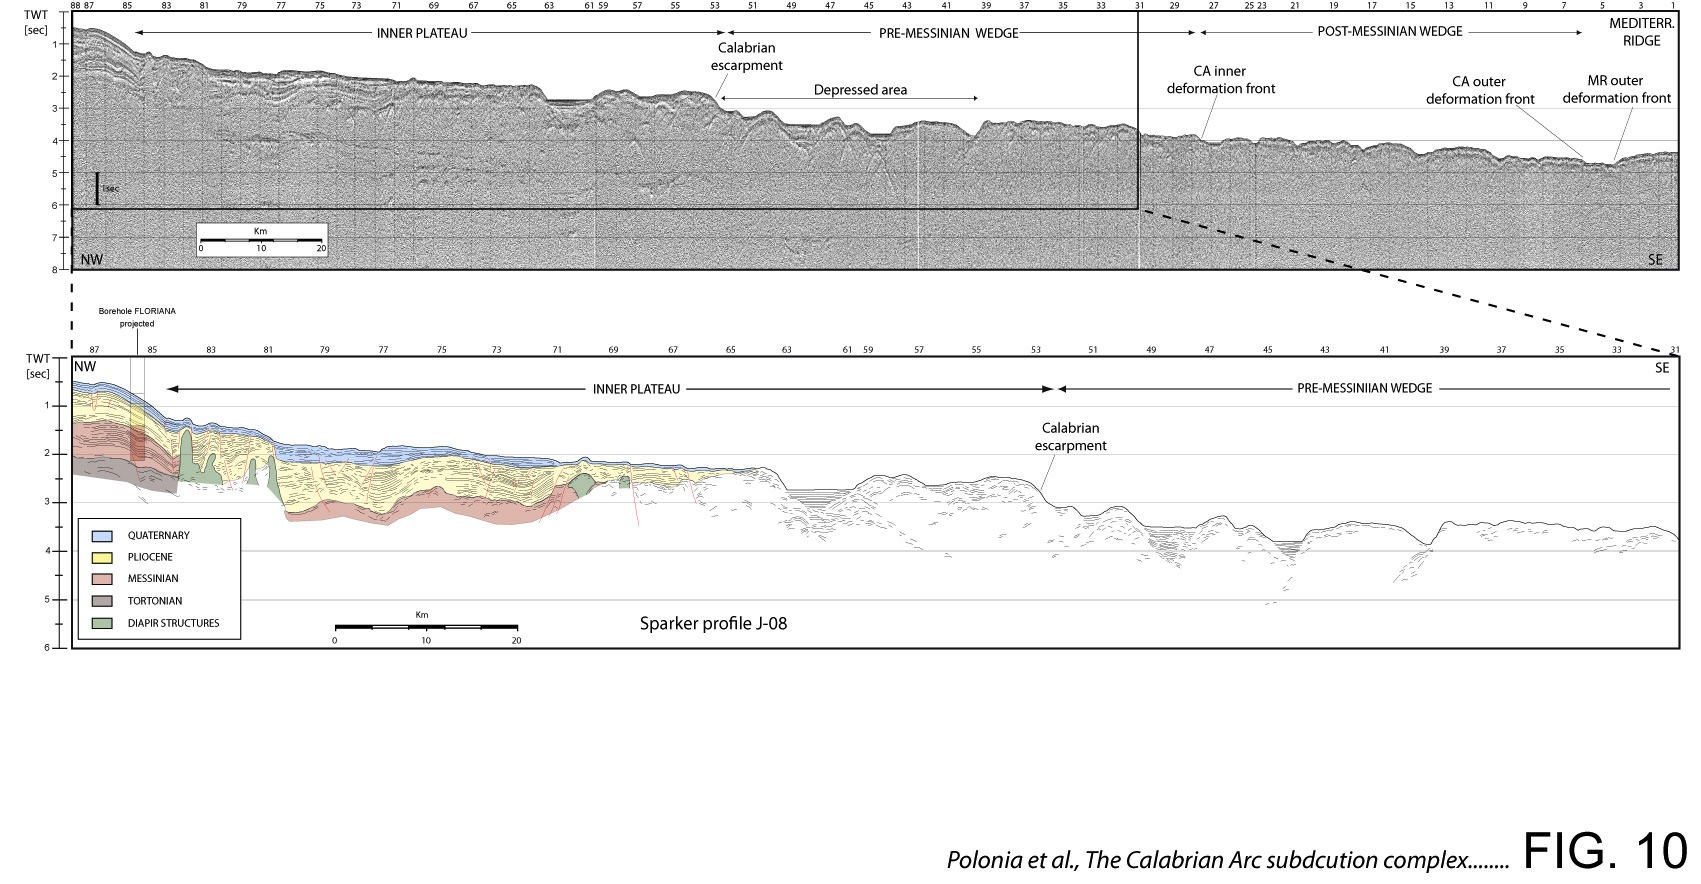 TWT 88 87 85 83 81 79 77 75 73 71 69 67 65 63 61 59 57 55 53 51 49 47 45 43 41 39 37 35 33 31 29 27 25 23 21 19 17 15 13 11 9 7 5 3 1
[sec]
INNER PLATEAU PRE-MESSINIAN WEDGE POST-MESSINIAN WEDGE MEDITERR.
RIDGE
Calabrian
escarpment
CA inner
deformation front
CA outer
deformation front
MR outer
deformation front
Depressed area
1
2
3
4
5
6
7
8
1sec
Km
0 10 20
NW SE
Borehole FLORIANA
projected
TWT 87 85 83 81 79 77 75 73 71 69 67 65 63 61 59 57 55 53 51 49 47 45 43 41 39 37 35 33 31
[sec]
NW SE
INNER PLATEAU PRE-MESSINIIAN WEDGE
Calabrian
escarpment
1
2
3
4
5
6
QUATERNARY
PLIOCENE
MESSINIAN
TORTONIAN
DIAPIR STRUCTURES
Km
0 10 20
Sparker profile J-08
Polonia et al., The Calabrian Arc subdcution complex........ FIG. 10